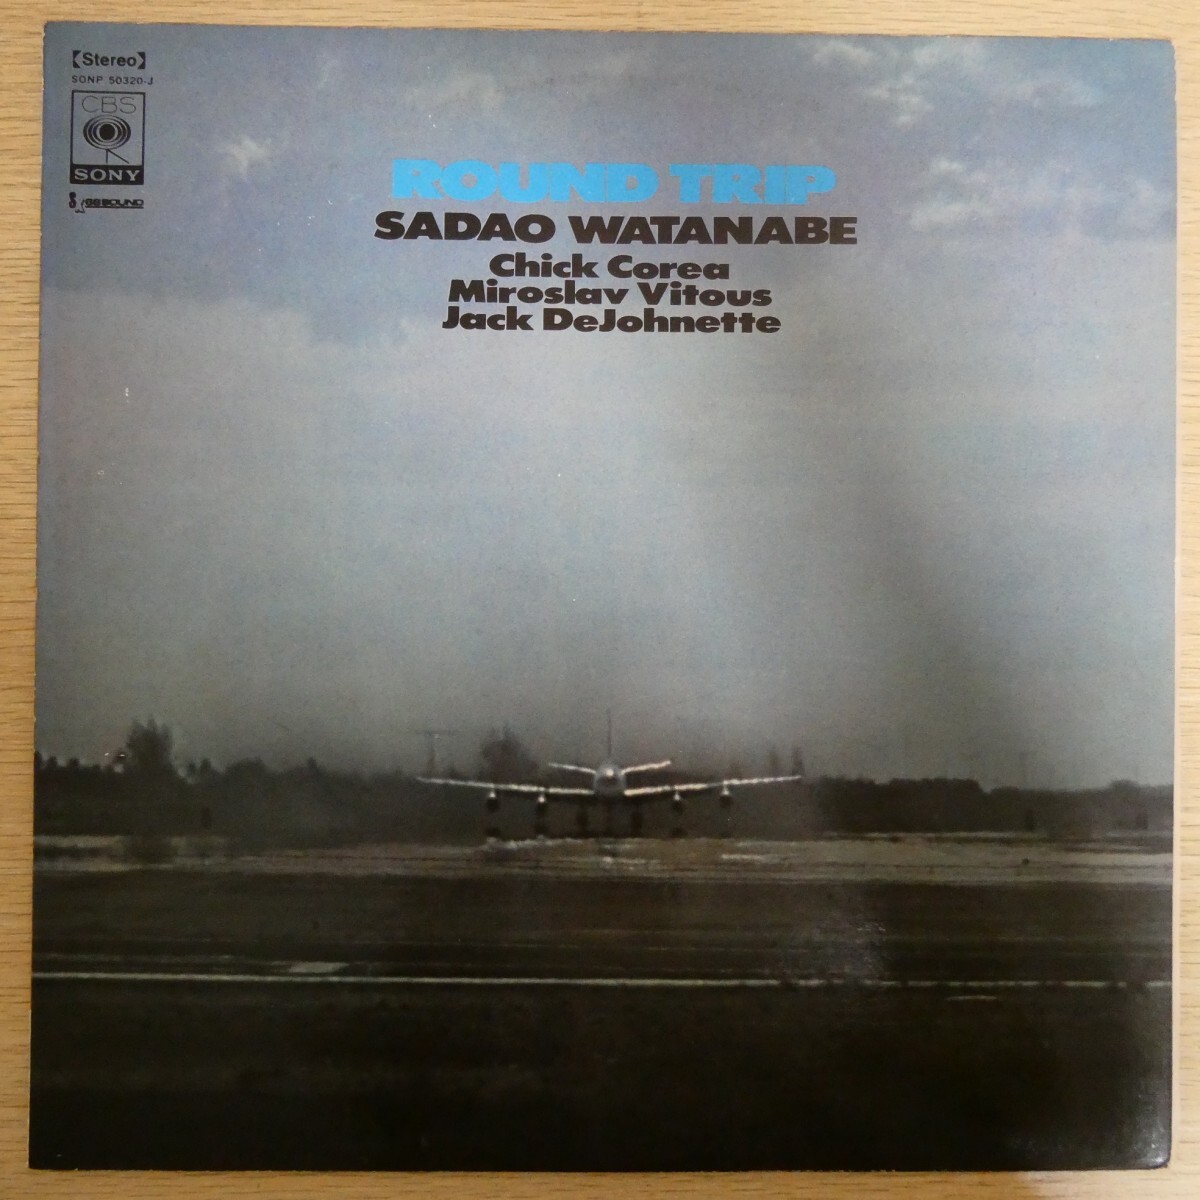 【Stereo】
SONP 50320-J
CBS
SONY
ROUND TRIP
SADAO WATANABE
Chick Corea
Miroslav Vitous
Jack DeJohnette